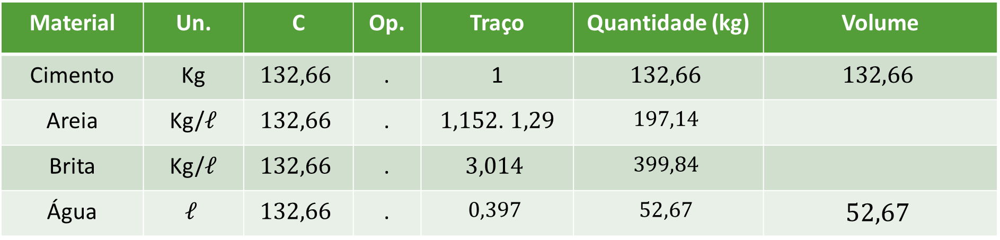 Material Un. C Op. Traço Quantidade (kg) Volume
Cimento Kg 132,66 . 1 132,66 132,66
Areia Kg/ℓ 132,66 . 1,152. 1,29 197,14
Brita Kg/ℓ 132,66 . 3,014 399,84
Água ℓ 132,66 . 0,397 52,67 52,67